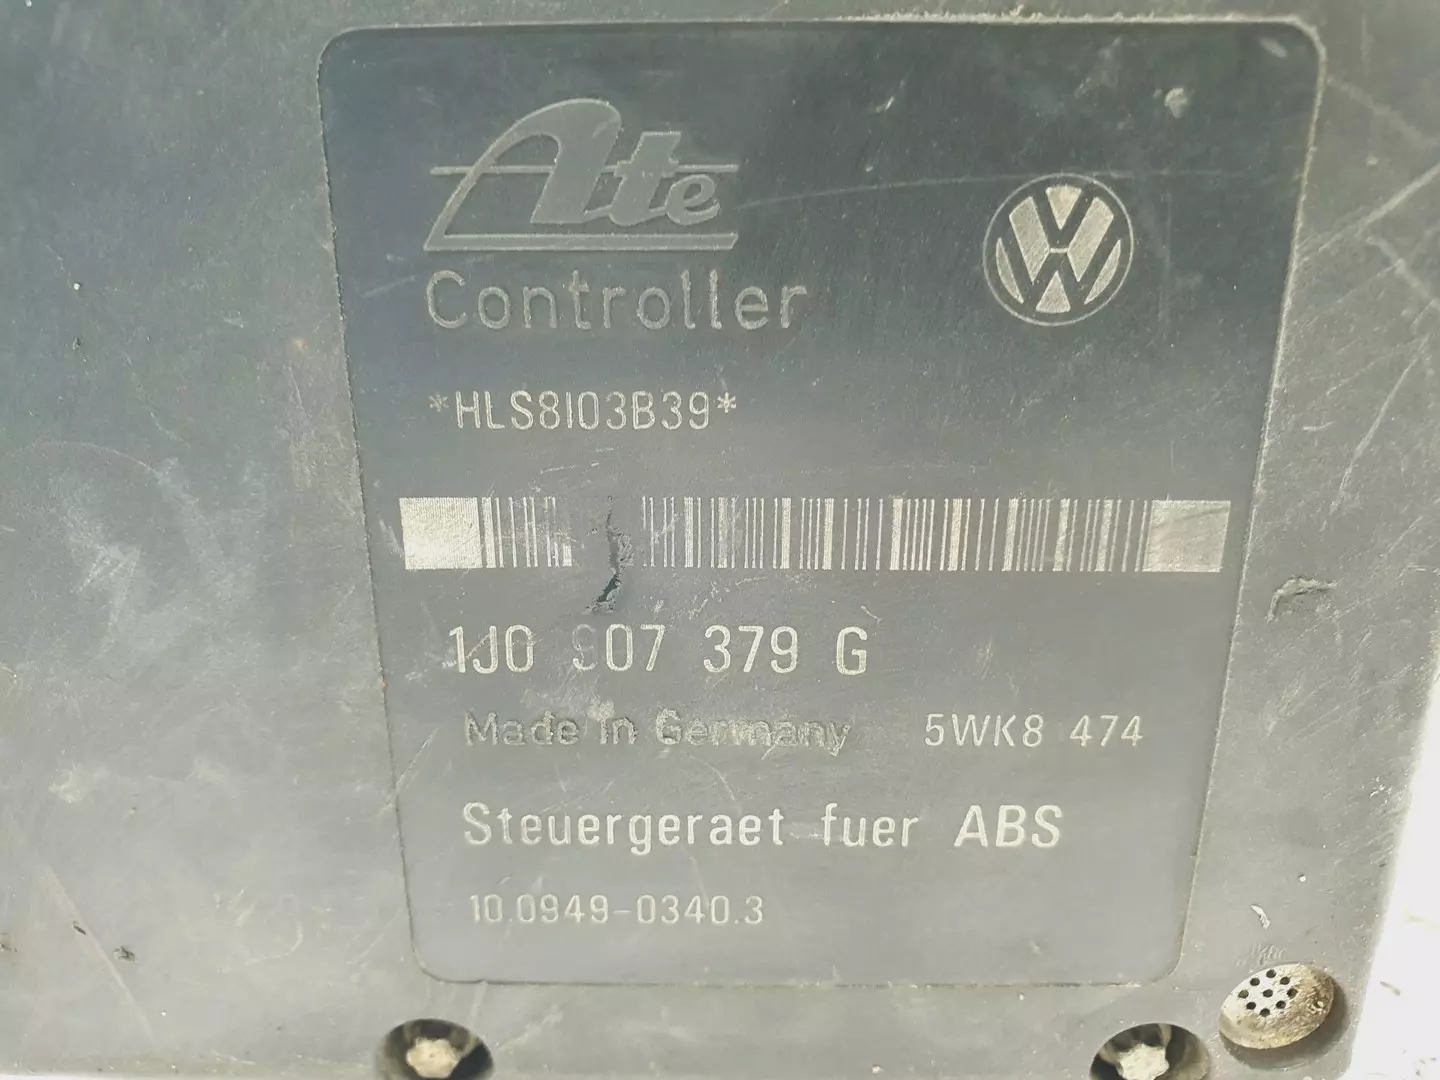 Ate
Controller
*HLS8I03B39*
1J0 907 379 G
Made in Germany 5WK8 474
Steuergeraet fuer ABS
10.0949-0340.3